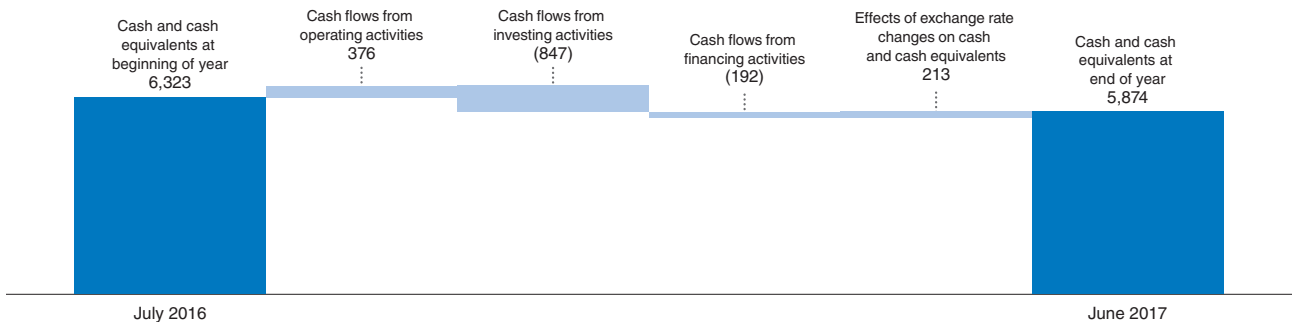 Cash and cash
equivalents at
beginning of year
6,323
Cash flows from
operating activities
376
Cash flows from
investing activities
(847)
Cash flows from
financing activities
(192)
Effects of exchange rate
changes on cash
and cash equivalents
213
Cash and cash
equivalents at
end of year
5,874
July 2016
June 2017